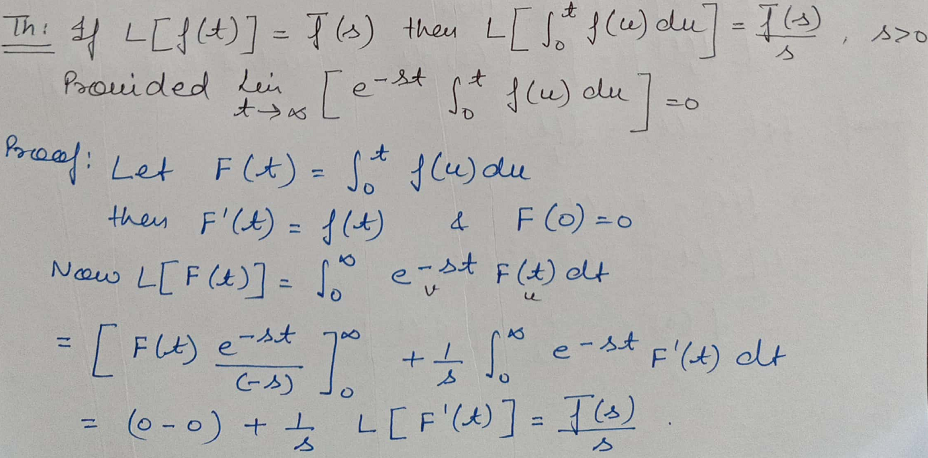 Th: If L[f(t)] = f̄(s) then L[∫₀ᵗ f(u) du] = f̄(s)/s , s>0
Provided Lim t→∞ [e^-st ∫₀ᵗ f(u) du] = 0
Proof: Let F(t) = ∫₀ᵗ f(u) du
then F'(t) = f(t) & F(0) = 0
Now L[F(t)] = ∫₀^∞ e^-st F(t) dt
v u
= [F(t) e^-st/(-s)]₀^∞ + 1/s ∫₀^∞ e^-st F'(t) dt
= (0-0) + 1/s L[F'(t)] = f̄(s)/s .